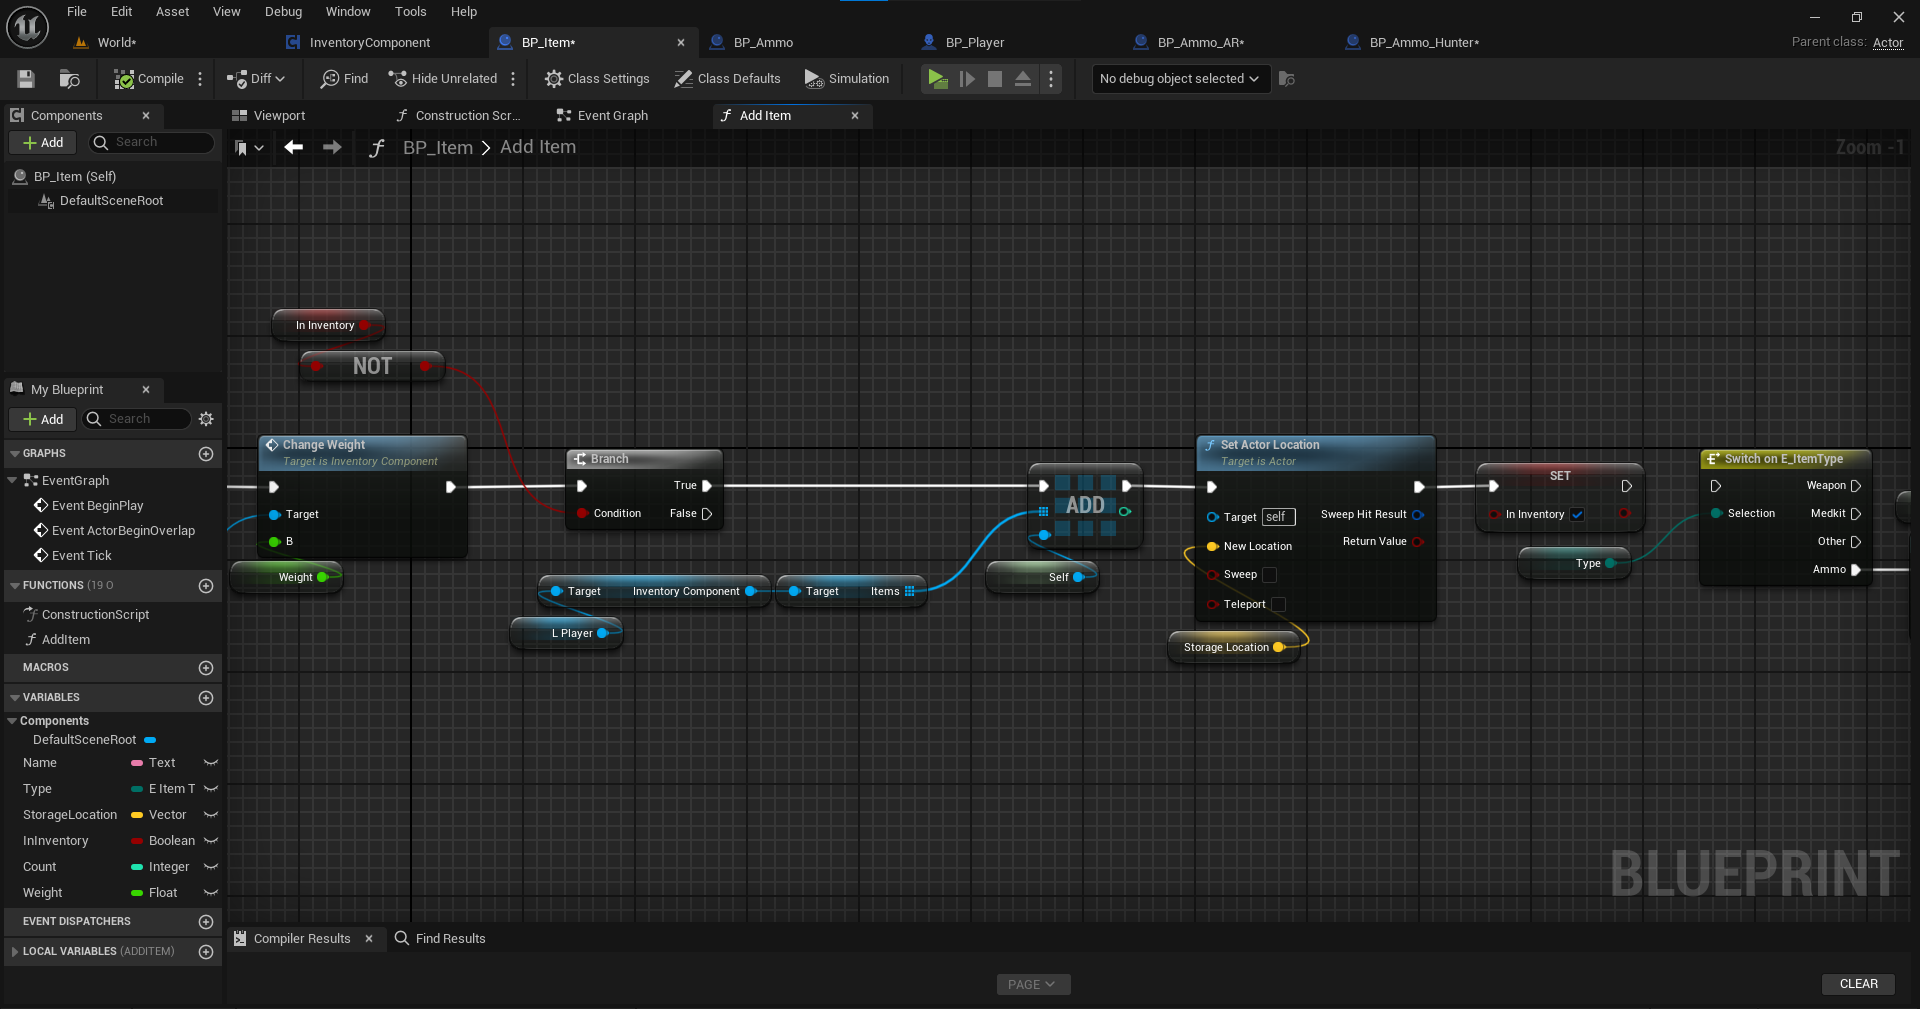 File Edit Asset View Debug Window Tools Help
World* InventoryComponent BP_Item* BP_Ammo BP_Player BP_Ammo_AR* BP_Ammo_Hunter* Parent class: Actor
Compile Diff Find Hide Unrelated Class Settings Class Defaults Simulation No debug object selected
Components Viewport Construction Scr... Event Graph Add Item
Add Search BP_Item > Add Item Zoom -1
BP_Item (Self)
DefaultSceneRoot
In Inventory
NOT
My Blueprint
Add Search
GRAPHS
EventGraph
Event BeginPlay
Event ActorBeginOverlap
Event Tick
FUNCTIONS (19 O
ConstructionScript
AddItem
MACROS
VARIABLES
Components
DefaultSceneRoot
Name Text
Type E Item T
StorageLocation Vector
InInventory Boolean
Count Integer
Weight Float
EVENT DISPATCHERS
LOCAL VARIABLES (ADDITEM)
Change Weight
Target is Inventory Component
Target
B
Weight
Branch
True
Condition False
Target Inventory Component
Target Items
L Player
ADD
Self
Set Actor Location
Target is Actor
Target self Sweep Hit Result
New Location Return Value
Sweep
Teleport
Storage Location
SET
In Inventory
Type
Switch on E_ItemType
Weapon
Selection Medkit
Other
Ammo
BLUEPRINT
Compiler Results Find Results
PAGE CLEAR